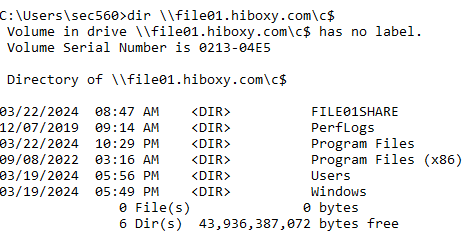 C:\Users\sec560>dir \\file01.hiboxy.com\c$
 Volume in drive \\file01.hiboxy.com\c$ has no label.
 Volume Serial Number is 0213-04E5

 Directory of \\file01.hiboxy.com\c$

03/22/2024  08:47 AM    <DIR>          FILE01SHARE
12/07/2019  09:14 AM    <DIR>          PerfLogs
03/22/2024  10:29 PM    <DIR>          Program Files
09/08/2022  03:16 AM    <DIR>          Program Files (x86)
03/19/2024  05:56 PM    <DIR>          Users
03/19/2024  05:49 PM    <DIR>          Windows
               0 File(s)              0 bytes
               6 Dir(s)  43,936,387,072 bytes free